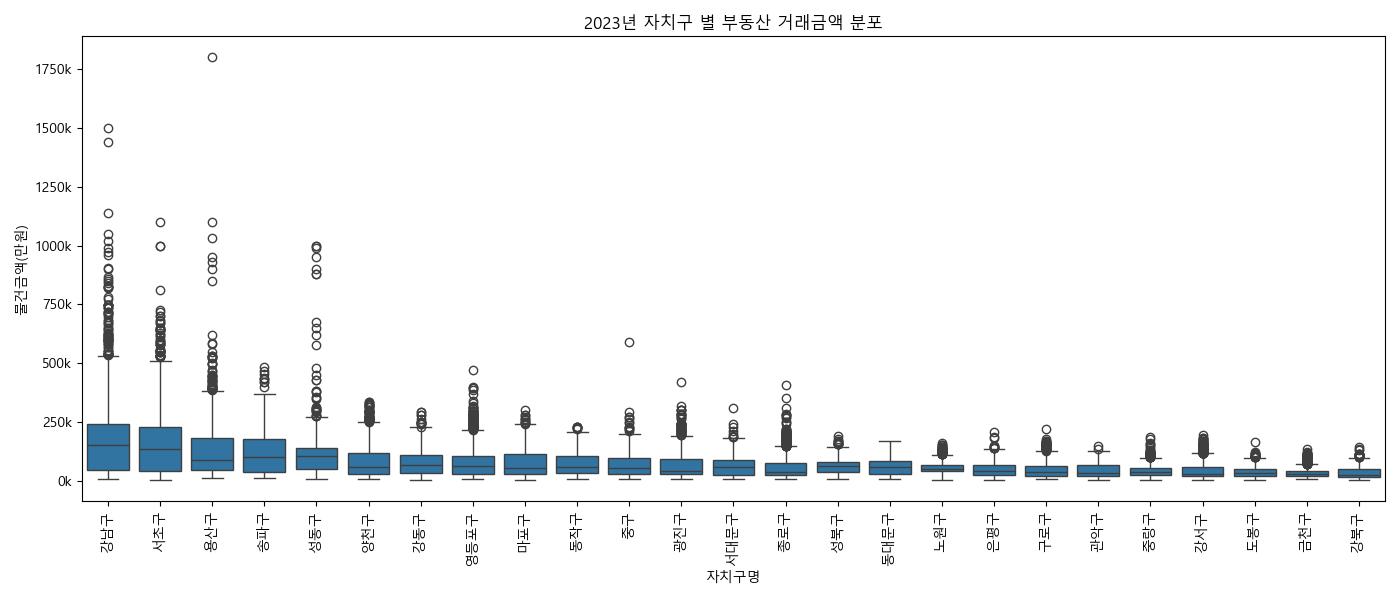 2023년 자치구 별 부동산 거래금액 분포
물건금액(만원)
1750k
1500k
1250k
1000k
750k
500k
250k
0k
강남구
서초구
용산구
송파구
성동구
양천구
강동구
영등포구
마포구
동작구
중구
광진구
서대문구
종로구
성북구
동대문구
노원구
은평구
구로구
관악구
중랑구
강서구
도봉구
금천구
강북구
자치구명